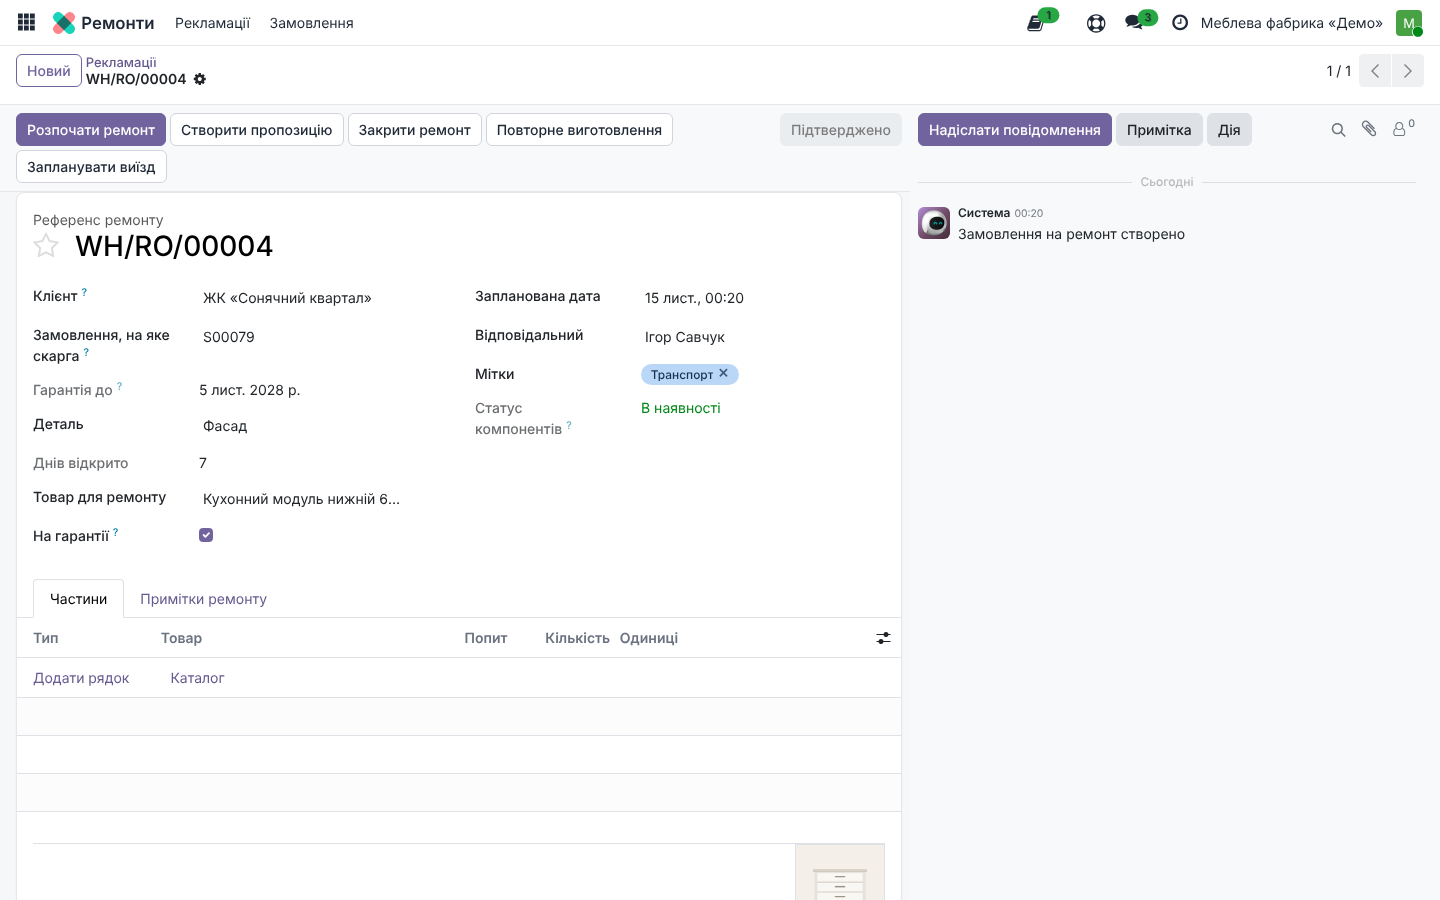 Ремонти
Рекламації
Замовлення
1
3
Меблева фабрика «Демо»
М
Новий
Рекламації
WH/RO/00004
1 / 1
Розпочати ремонт
Створити пропозицію
Закрити ремонт
Повторне виготовлення
Підтверджено
Запланувати виїзд
Надіслати повідомлення
Примітка
Дія
0
Референс ремонту
WH/RO/00004
Клієнт ?
ЖК «Сонячний квартал»
Замовлення, на яке
скарга ?
S00079
Гарантія до ?
5 лист. 2028 р.
Деталь
Фасад
Днів відкрито
7
Товар для ремонту
Кухонний модуль нижній 6...
На гарантії ?
Запланована дата
15 лист., 00:20
Відповідальний
Ігор Савчук
Мітки
Транспорт
Статус
компонентів ?
В наявності
Частини
Примітки ремонту
Тип
Товар
Попит
Кількість
Одиниці
Додати рядок
Каталог
Сьогодні
Система 00:20
Замовлення на ремонт створено